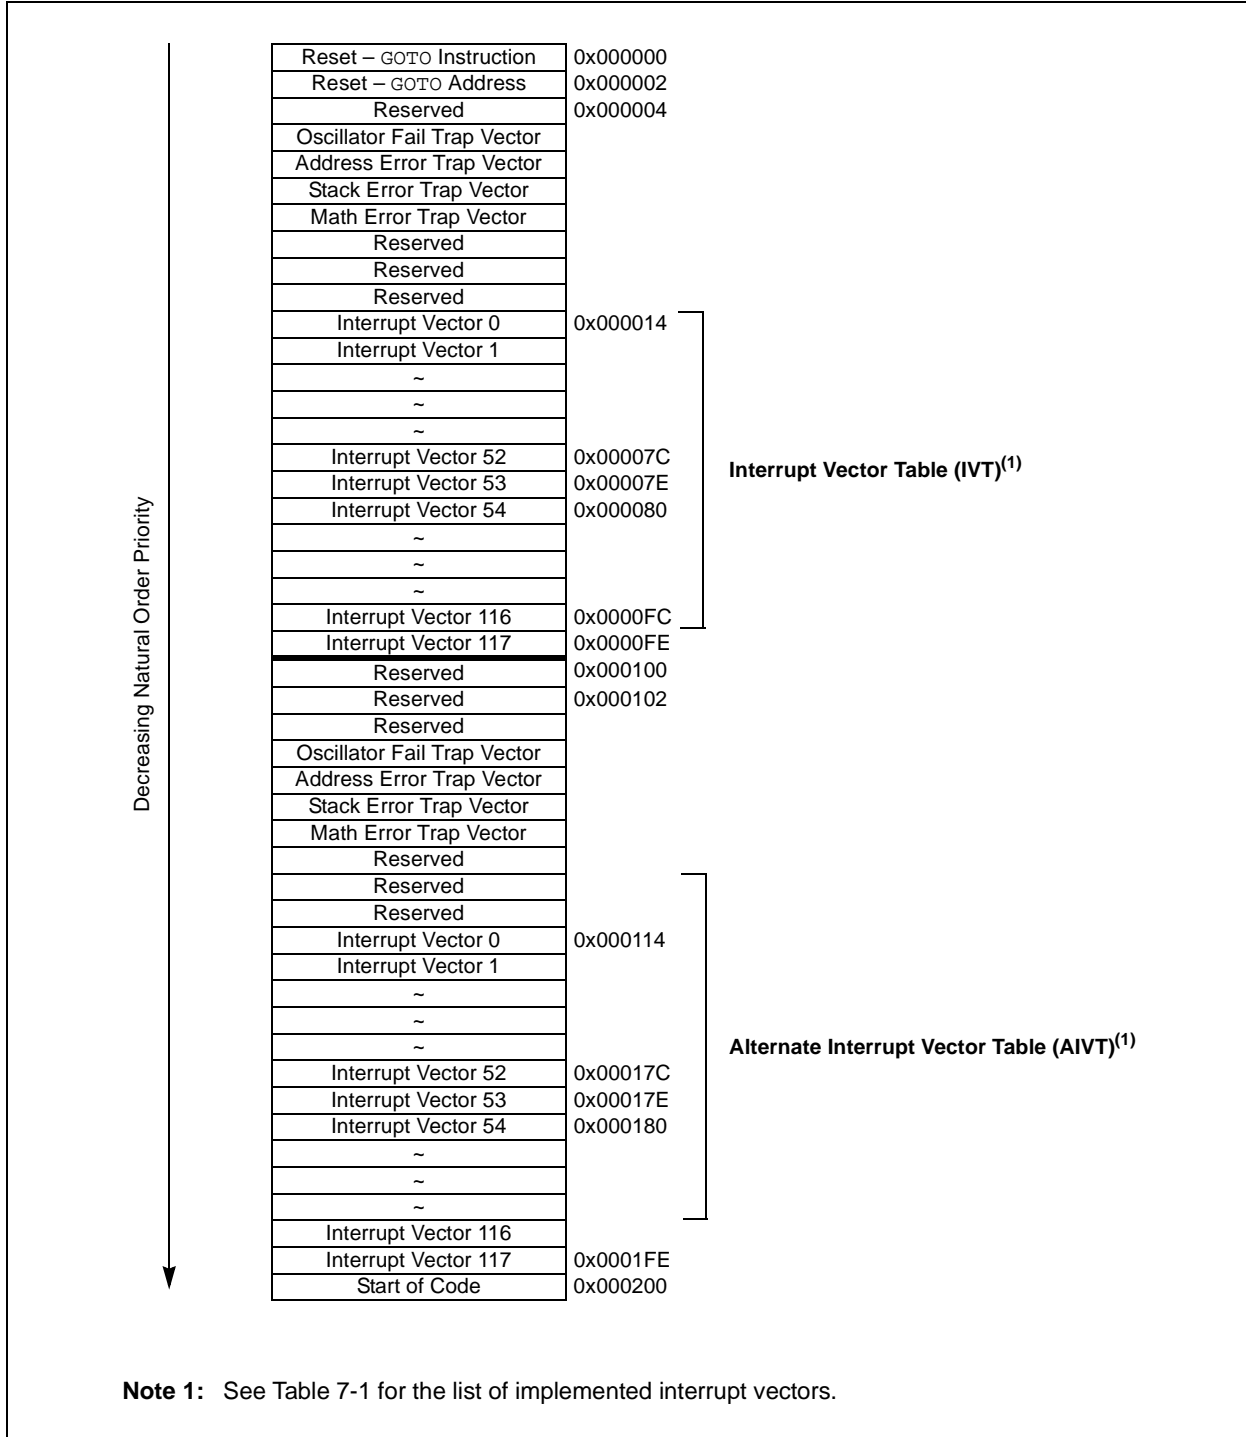 Reset – GOTO Instruction 0x000000
Reset – GOTO Address 0x000002
Reserved 0x000004
Oscillator Fail Trap Vector
Address Error Trap Vector
Stack Error Trap Vector
Math Error Trap Vector
Reserved
Reserved
Reserved
Interrupt Vector 0 0x000014
Interrupt Vector 1
~
~
~
Interrupt Vector 52 0x00007C
Interrupt Vector 53 0x00007E
Interrupt Vector 54 0x000080
~
~
~
Interrupt Vector 116 0x0000FC
Interrupt Vector 117 0x0000FE
Reserved 0x000100
Reserved 0x000102
Reserved
Oscillator Fail Trap Vector
Address Error Trap Vector
Stack Error Trap Vector
Math Error Trap Vector
Reserved
Reserved
Reserved
Interrupt Vector 0 0x000114
Interrupt Vector 1
~
~
~
Interrupt Vector 52 0x00017C
Interrupt Vector 53 0x00017E
Interrupt Vector 54 0x000180
~
~
~
Interrupt Vector 116
Interrupt Vector 117 0x0001FE
Start of Code 0x000200
Decreasing Natural Order Priority
Interrupt Vector Table (IVT)(1)
Alternate Interrupt Vector Table (AIVT)(1)
Note 1: See Table 7-1 for the list of implemented interrupt vectors.